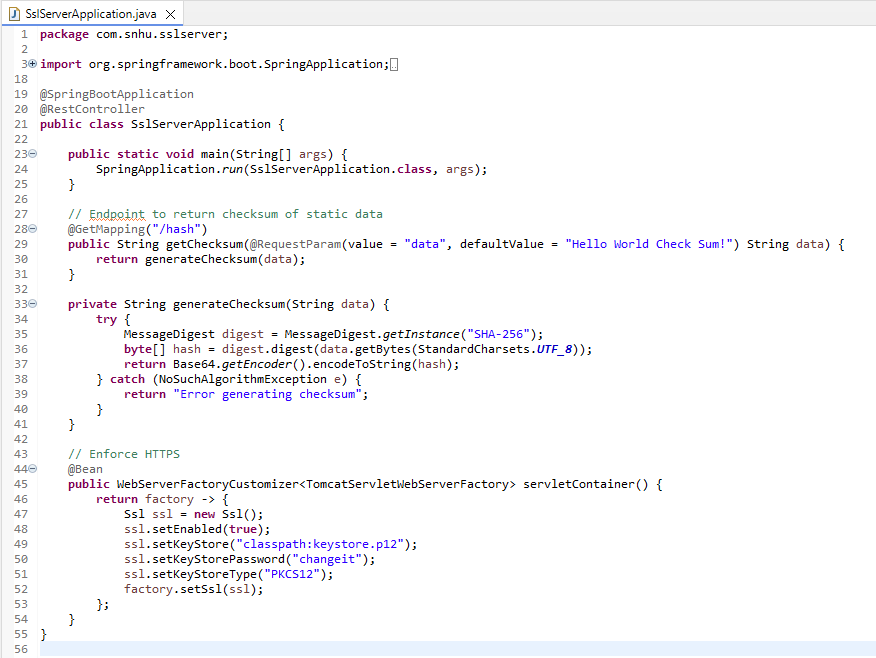 SslServerApplication.java
1 package com.snhu.sslserver;
2
3 import org.springframework.boot.SpringApplication;
18
19 @SpringBootApplication
20 @RestController
21 public class SslServerApplication {
22
23 public static void main(String[] args) {
24 SpringApplication.run(SslServerApplication.class, args);
25 }
26
27 // Endpoint to return checksum of static data
28 @GetMapping("/hash")
29 public String getChecksum(@RequestParam(value = "data", defaultValue = "Hello World Check Sum!") String data) {
30 return generateChecksum(data);
31 }
32
33 private String generateChecksum(String data) {
34 try {
35 MessageDigest digest = MessageDigest.getInstance("SHA-256");
36 byte[] hash = digest.digest(data.getBytes(StandardCharsets.UTF_8));
37 return Base64.getEncoder().encodeToString(hash);
38 } catch (NoSuchAlgorithmException e) {
39 return "Error generating checksum";
40 }
41 }
42
43 // Enforce HTTPS
44 @Bean
45 public WebServerFactoryCustomizer<TomcatServletWebServerFactory> servletContainer() {
46 return factory -> {
47 Ssl ssl = new Ssl();
48 ssl.setEnabled(true);
49 ssl.setKeyStore("classpath:keystore.p12");
50 ssl.setKeyStorePassword("changeit");
51 ssl.setKeyStoreType("PKCS12");
52 factory.setSsl(ssl);
53 };
54 }
55 }
56